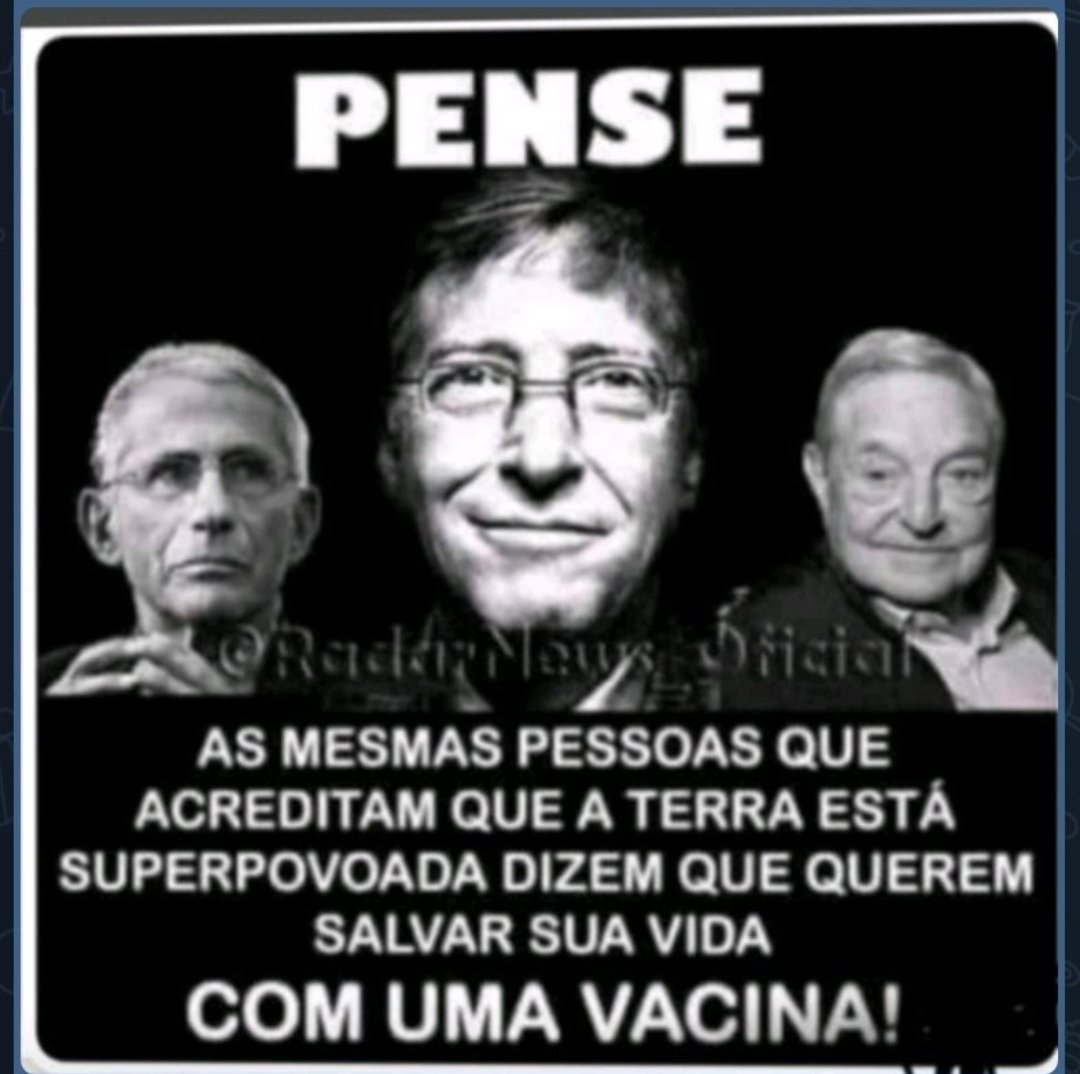 PENSE
©RadarNews_Oficial
AS MESMAS PESSOAS QUE
ACREDITAM QUE A TERRA ESTÁ
SUPERPOVOADA DIZEM QUE QUEREM
SALVAR SUA VIDA
COM UMA VACINA!